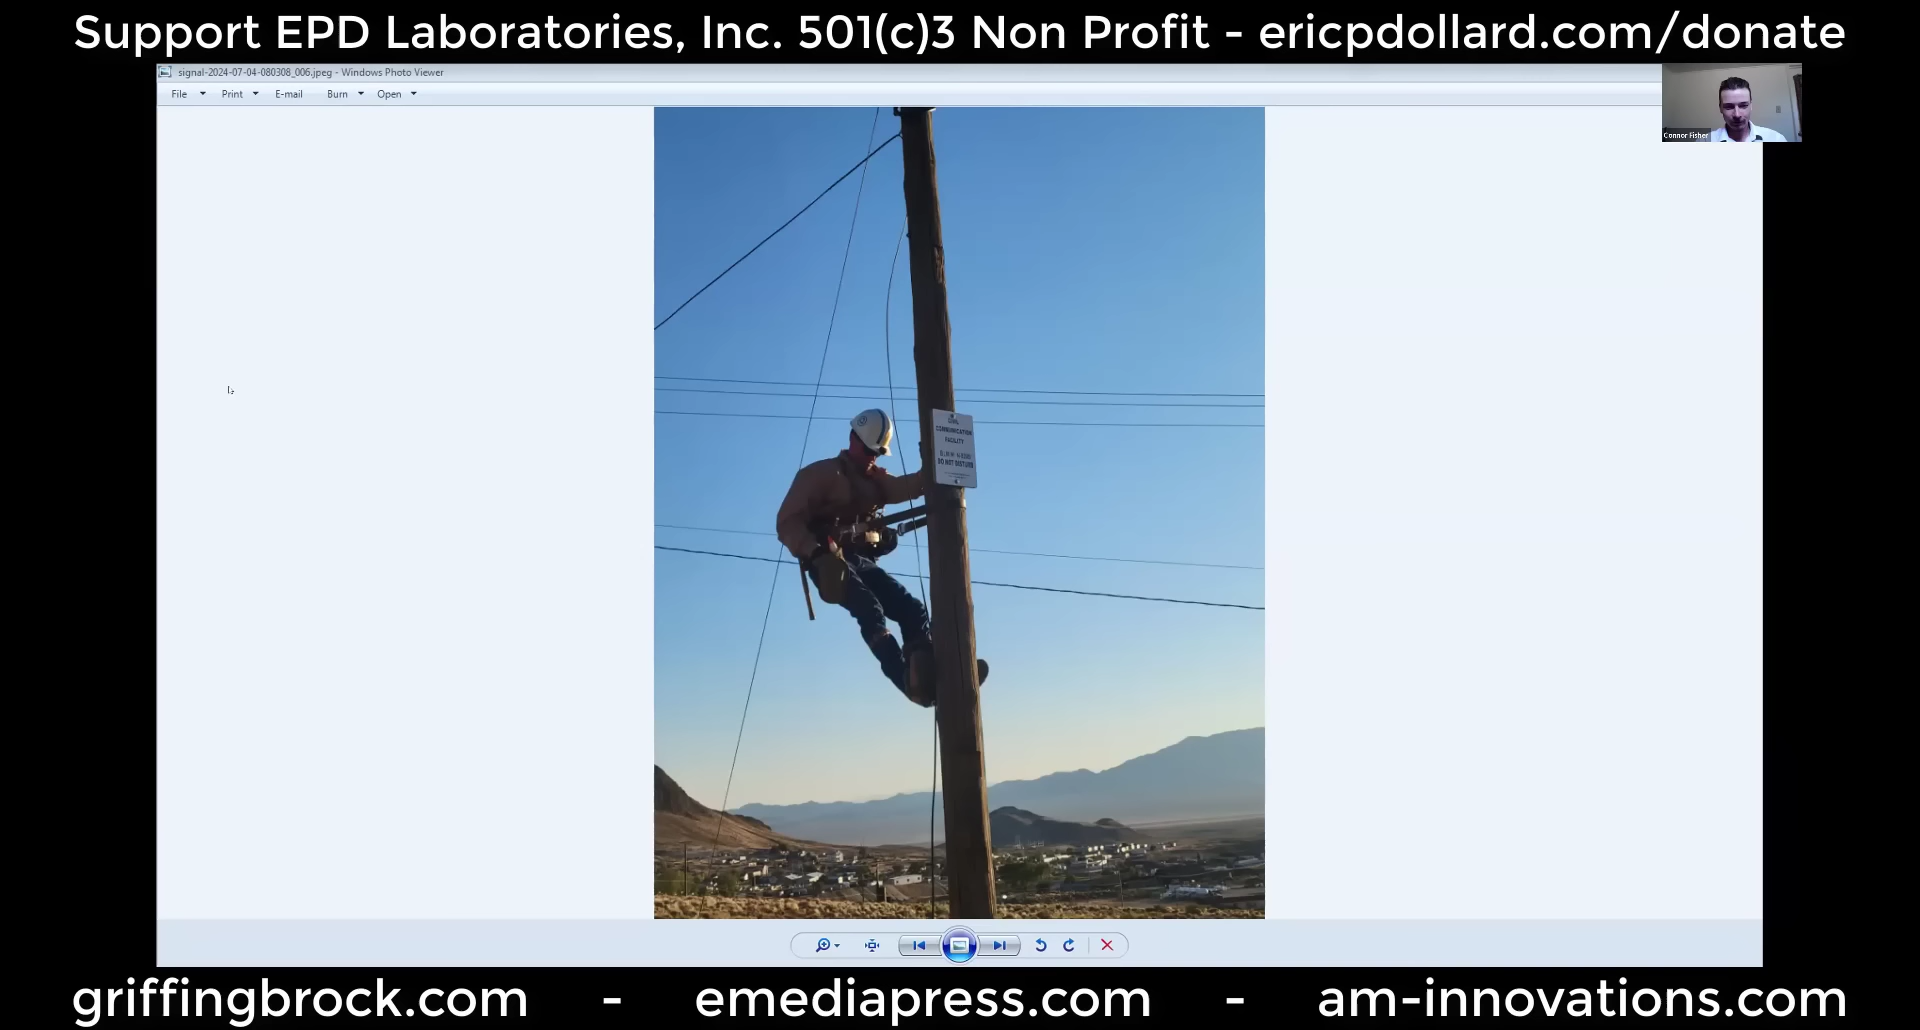 Support EPD Laboratories, Inc. 501(c)3 Non Profit - ericpdollard.com/donate
signal-2024-07-04-080308_006.jpeg - Windows Photo Viewer
File Print E-mail Burn Open
Connor Fisher
COMMUNICATION
FACILITY
DO NOT DISTURB
griffingbrock.com - emediapress.com - am-innovations.com